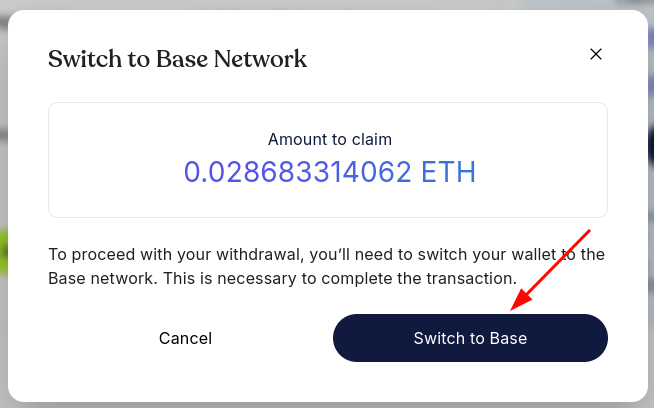 Switch to Base Network
Amount to claim
0.028683314062 ETH
To proceed with your withdrawal, you’ll need to switch your wallet to the
Base network. This is necessary to complete the transaction.
Cancel
Switch to Base